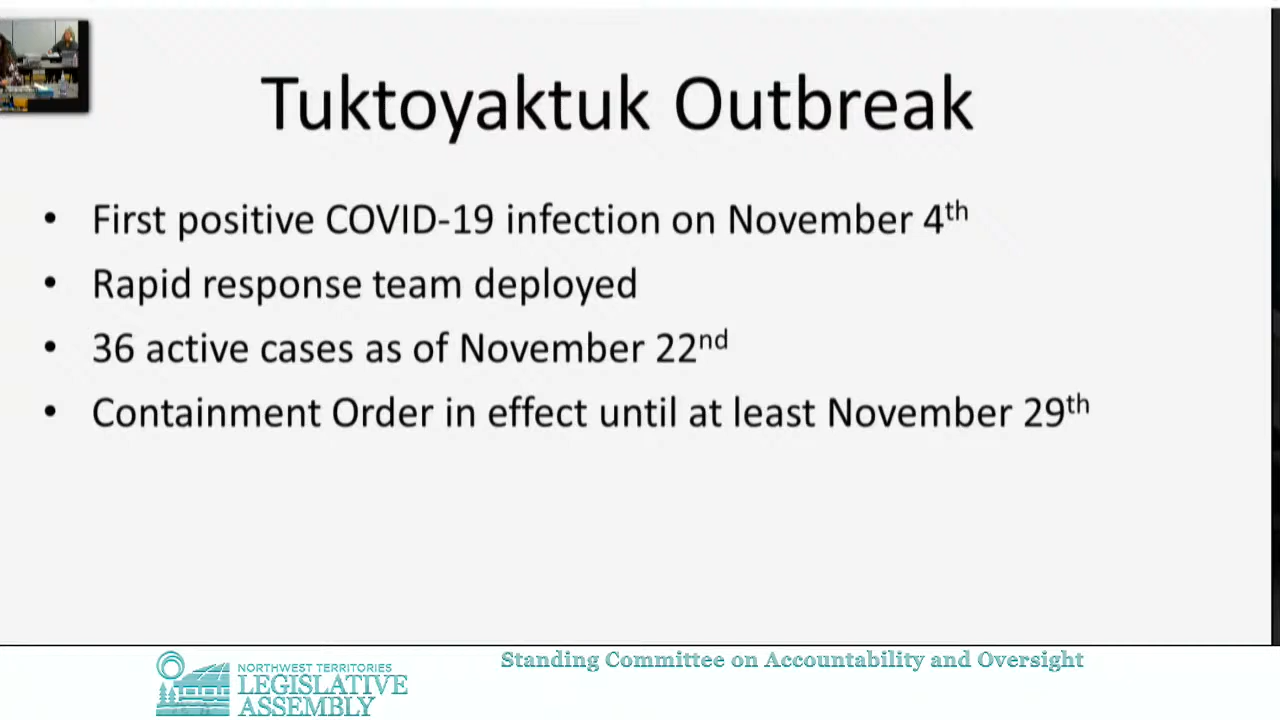 Tuktoyaktuk Outbreak
• First positive COVID-19 infection on November 4th
• Rapid response team deployed
• 36 active cases as of November 22nd
• Containment Order in effect until at least November 29th
NORTHWEST TERRITORIES
LEGISLATIVE
ASSEMBLY
Standing Committee on Accountability and Oversight